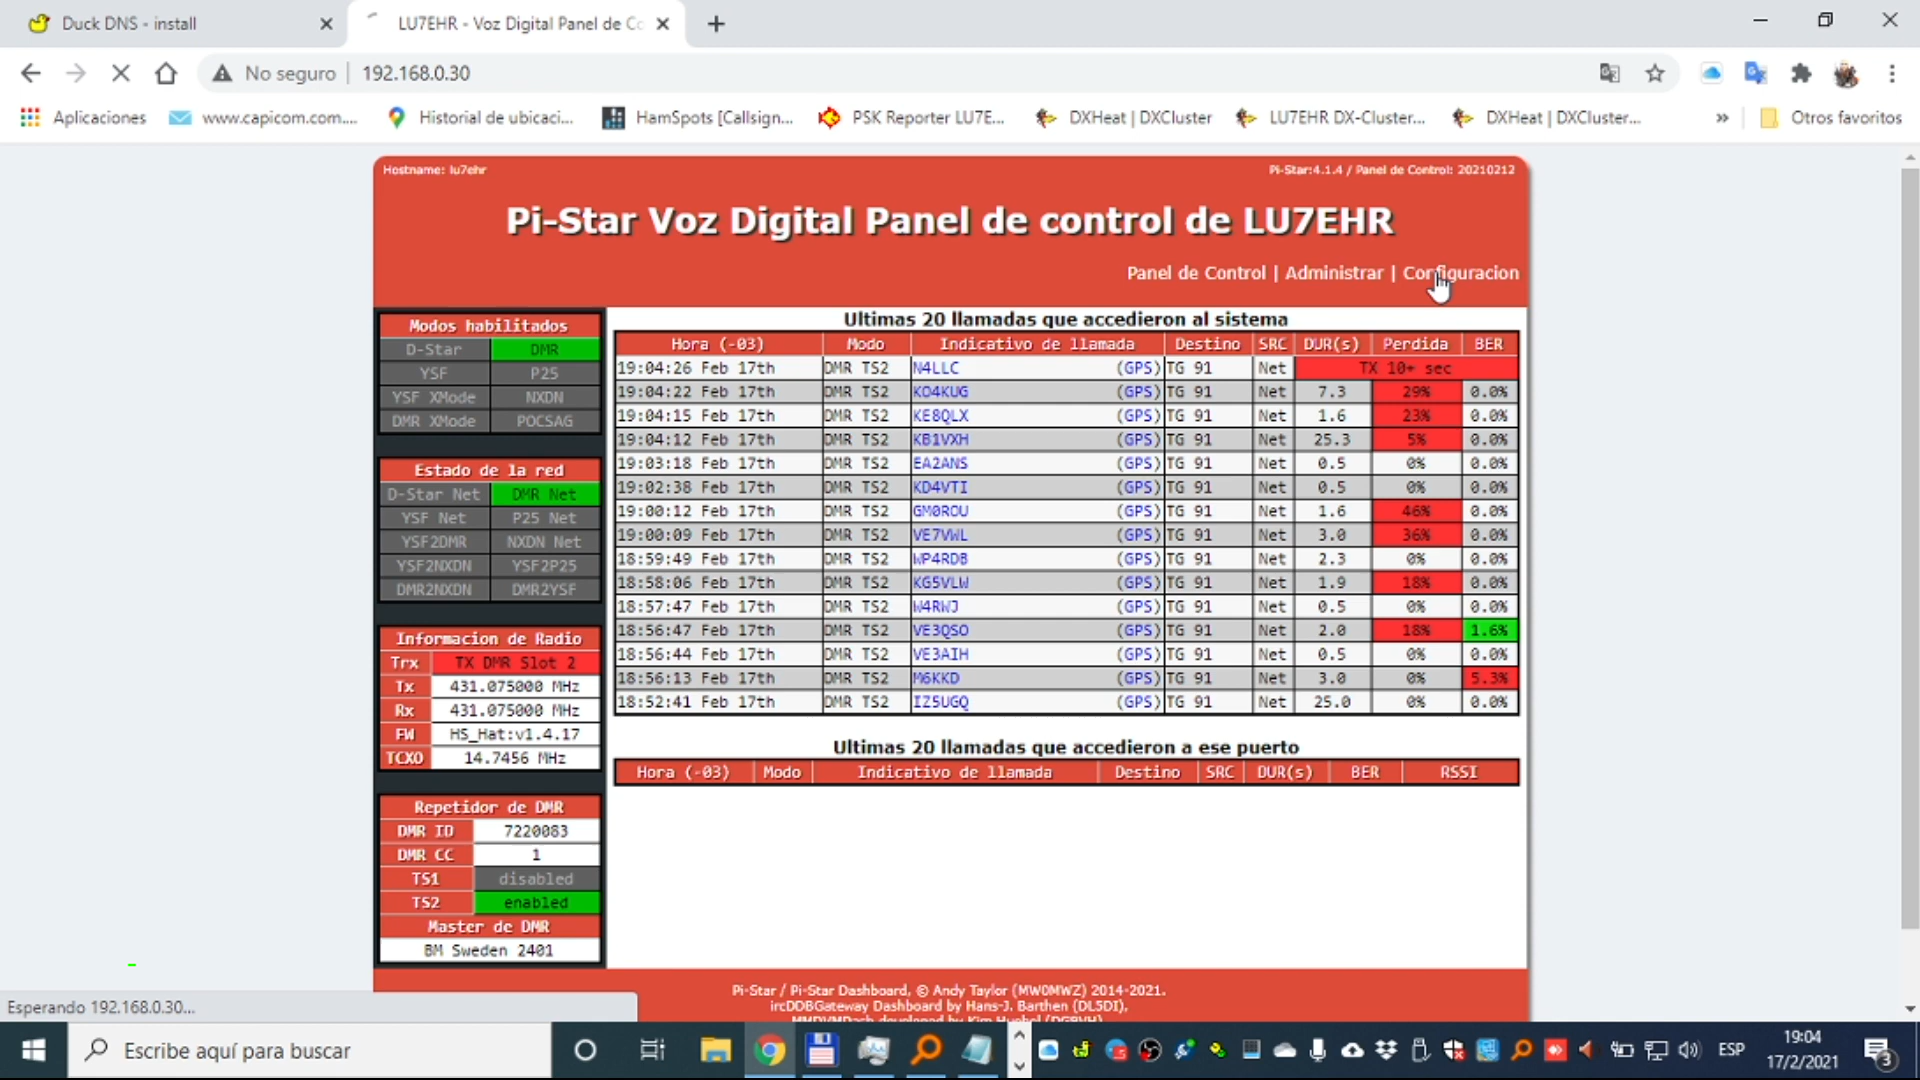 Duck DNS - install
LU7EHR - Voz Digital Panel de Co
No seguro
192.168.0.30
Aplicaciones
www.capicom.com....
Historial de ubicaci...
HamSpots [Callsign...
PSK Reporter LU7E...
DXHeat | DXCluster
LU7EHR DX-Cluster...
DXHeat | DXCluster...
»
Otros favoritos
Hostname: lu7ehr
Pi-Star:4.1.4 / Panel de Control: 20210212
Pi-Star Voz Digital Panel de control de LU7EHR
Panel de Control | Administrar | Configuracion
Modos habilitados
D-Star DMR
YSF P25
YSF XMode NXDN
DMR XMode POCSAG
Estado de la red
D-Star Net DMR Net
YSF Net P25 Net
YSF2DMR NXDN Net
YSF2NXDN YSF2P25
DMR2NXDN DMR2YSF
Informacion de Radio
Trx TX DMR Slot 2
Tx 431.075000 MHz
Rx 431.075000 MHz
FW HS_Hat:v1.4.17
TCXO 14.7456 MHz
Repetidor de DMR
DMR ID 7220083
DMR CC 1
TS1 disabled
TS2 enabled
Master de DMR
BM Sweden 2401
Ultimas 20 llamadas que accedieron al sistema
Hora (-03) Modo Indicativo de llamada Destino SRC DUR(s) Perdida BER
19:04:26 Feb 17th DMR TS2 N4LLC (GPS) TG 91 Net TX 10+ sec
19:04:22 Feb 17th DMR TS2 KO4KUG (GPS) TG 91 Net 7.3 29% 0.0%
19:04:15 Feb 17th DMR TS2 KE8QLX (GPS) TG 91 Net 1.6 23% 0.0%
19:04:12 Feb 17th DMR TS2 KB1VXH (GPS) TG 91 Net 25.3 5% 0.0%
19:03:18 Feb 17th DMR TS2 EA2ANS (GPS) TG 91 Net 0.5 0% 0.0%
19:02:38 Feb 17th DMR TS2 KD4VTI (GPS) TG 91 Net 0.5 0% 0.0%
19:00:12 Feb 17th DMR TS2 GM0ROU (GPS) TG 91 Net 1.6 46% 0.0%
19:00:09 Feb 17th DMR TS2 VE7VWL (GPS) TG 91 Net 3.0 36% 0.0%
18:59:49 Feb 17th DMR TS2 WP4RDB (GPS) TG 91 Net 2.3 0% 0.0%
18:58:06 Feb 17th DMR TS2 KG5VLW (GPS) TG 91 Net 1.9 18% 0.0%
18:57:47 Feb 17th DMR TS2 W4RWJ (GPS) TG 91 Net 0.5 0% 0.0%
18:56:47 Feb 17th DMR TS2 VE3QSO (GPS) TG 91 Net 2.0 18% 1.6%
18:56:44 Feb 17th DMR TS2 VE3AIH (GPS) TG 91 Net 0.5 0% 0.0%
18:56:13 Feb 17th DMR TS2 M6KKD (GPS) TG 91 Net 3.0 0% 5.3%
18:52:41 Feb 17th DMR TS2 IZ5UGQ (GPS) TG 91 Net 25.0 0% 0.0%
Ultimas 20 llamadas que accedieron a ese puerto
Hora (-03) Modo Indicativo de llamada Destino SRC DUR(s) BER RSSI
Pi-Star / Pi-Star Dashboard, © Andy Taylor (MW0MWZ) 2014-2021.
ircDDBGateway Dashboard by Hans-J. Barthen (DL5DI),
Esperando 192.168.0.30...
Escribe aquí para buscar
ESP
19:04
17/2/2021
3